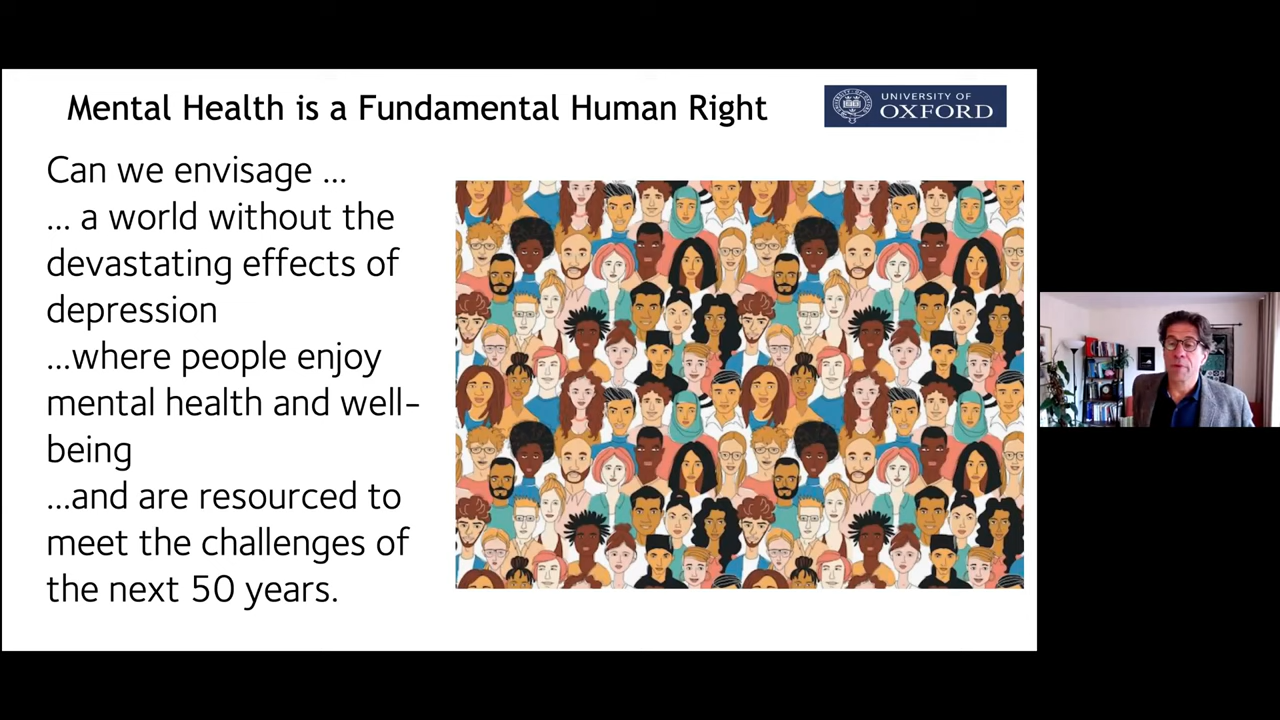 Mental Health is a Fundamental Human Right
UNIVERSITY OF
OXFORD
Can we envisage ...
... a world without the
devastating effects of
depression
...where people enjoy
mental health and well-
being
...and are resourced to
meet the challenges of
the next 50 years.